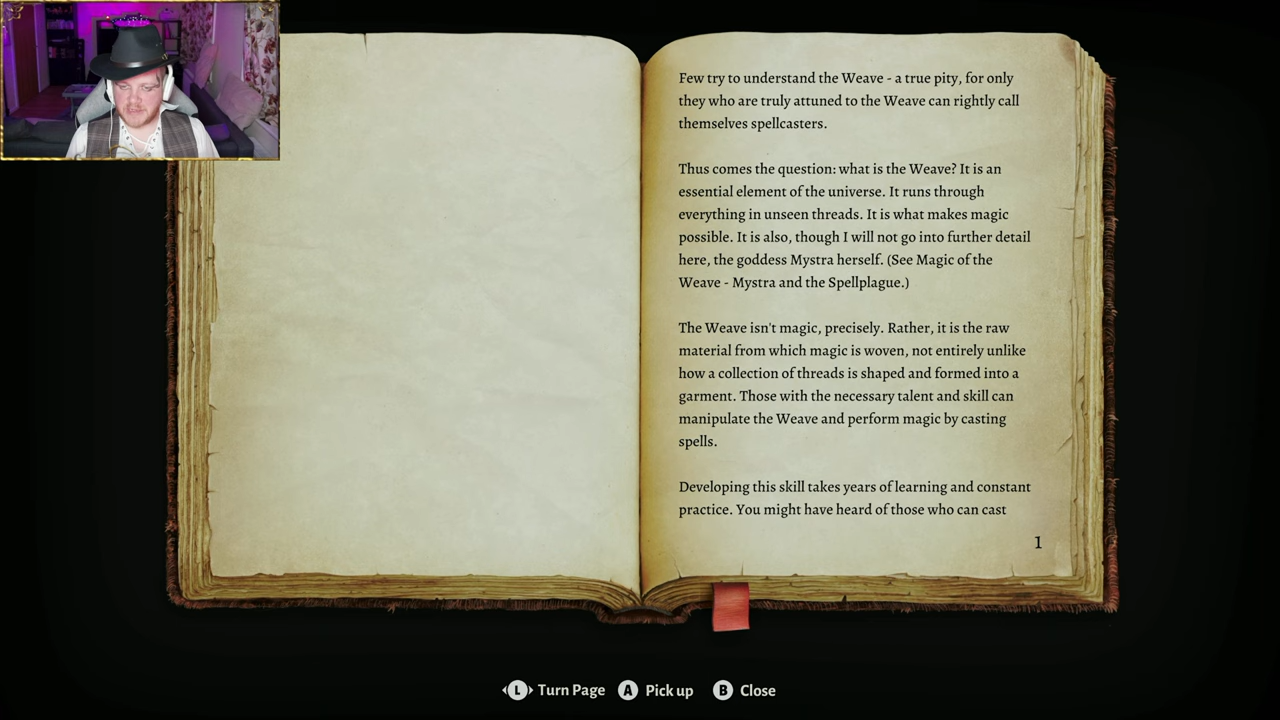 Few try to understand the Weave - a true pity, for only
they who are truly attuned to the Weave can rightly call
themselves spellcasters.
Thus comes the question: what is the Weave? It is an
essential element of the universe. It runs through
everything in unseen threads. It is what makes magic
possible. It is also, though I will not go into further detail
here, the goddess Mystra herself. (See Magic of the
Weave - Mystra and the Spellplague.)
The Weave isn't magic, precisely. Rather, it is the raw
material from which magic is woven, not entirely unlike
how a collection of threads is shaped and formed into a
garment. Those with the necessary talent and skill can
manipulate the Weave and perform magic by casting
spells.
Developing this skill takes years of learning and constant
practice. You might have heard of those who can cast
1
L Turn Page A Pick up B Close